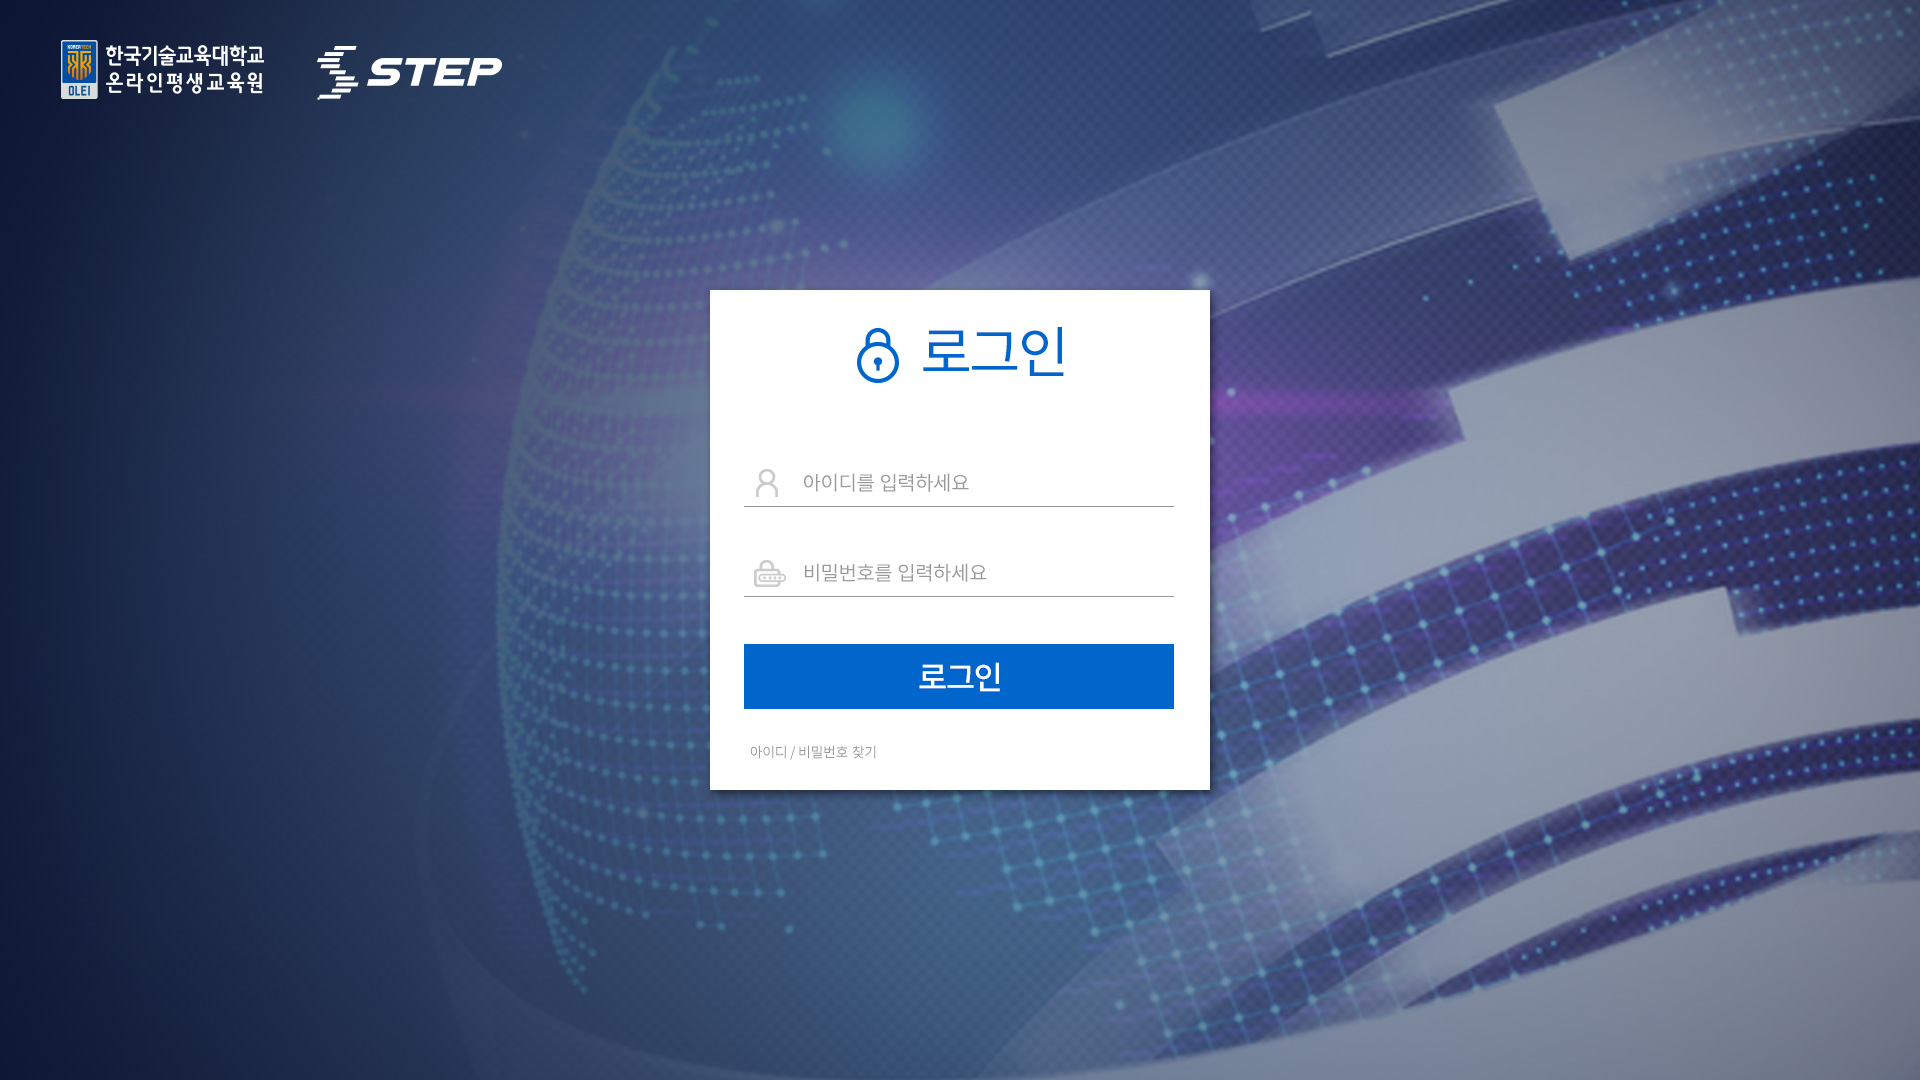 KOREATECH
OLEI
한국기술교육대학교
온라인평생교육원
STEP
로그인
아이디를 입력하세요
비밀번호를 입력하세요
로그인
아이디 / 비밀번호 찾기